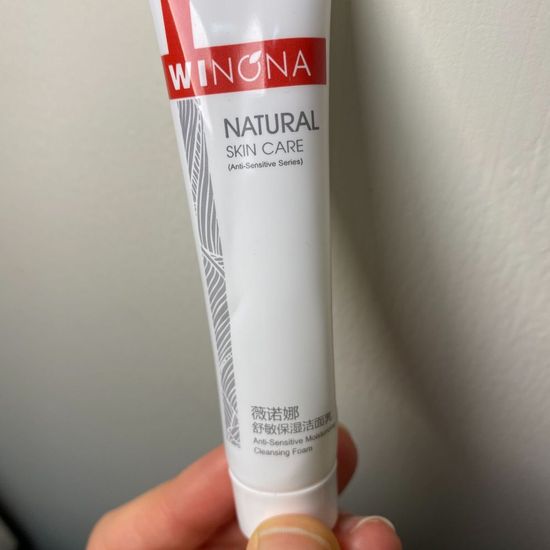 WINONA
NATURAL
SKIN CARE
(Anti-Sensitive Series)
薇诺娜
舒敏保湿洁面乳
Anti-Sensitive Moisturizing
Cleansing Foam